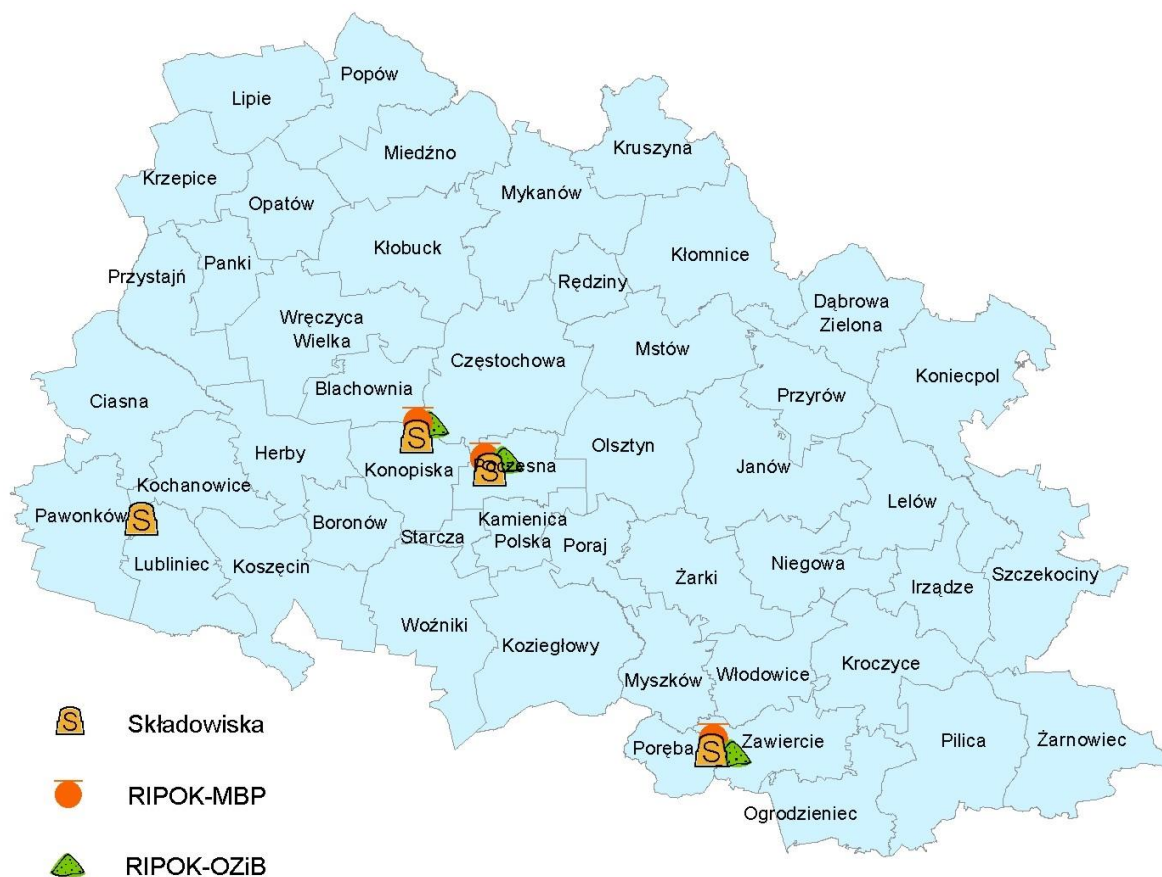 Popów
Lipie
Kruszyna
Miedźno
Krzepice
Mykanów
Opatów
Kłobuck
Kłomnice
Panki
Przystajń
Rędziny
Dąbrowa
Zielona
Wręczyca
Wielka
Mstów
Częstochowa
Koniecpol
Blachownia
Przyrów
Ciasna
S
Olsztyn
Herby
Konopiska
Poczesna
S
Janów
Kochanowice
Lelów
Pawonków
S
Boronów
Kamienica
Polska
Starcza
Poraj
Lubliniec
Koszęcin
Niegowa
Żarki
Irządze
Szczekociny
Woźniki
Koziegłowy
Kroczyce
Włodowice
Myszków
S
Składowiska
Poręba
S
Zawiercie
Pilica
Żarnowiec
RIPOK-MBP
Ogrodzieniec
RIPOK-OZiB